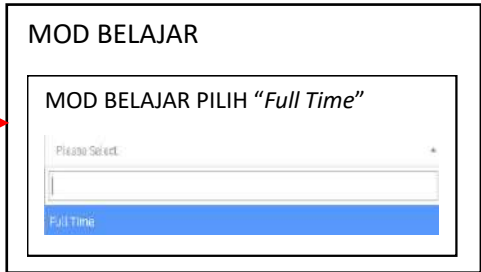 MOD BELAJAR
MOD BELAJAR PILIH “Full Time”
Please Select
Full Time